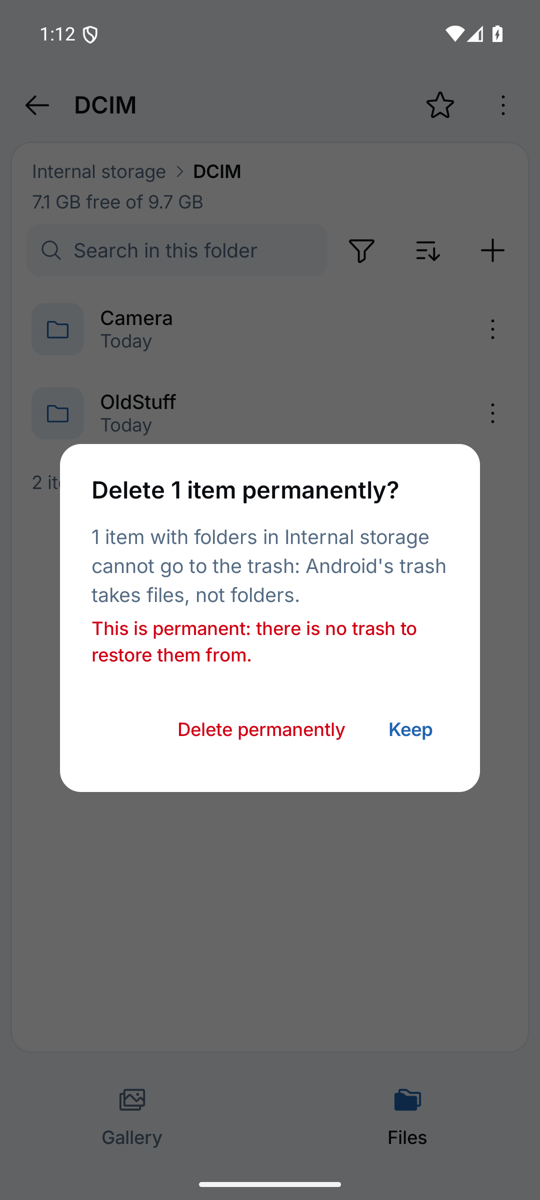 1:12
DCIM
Internal storage > DCIM
7.1 GB free of 9.7 GB
Search in this folder
Camera
Today
OldStuff
Today
2 it
Delete 1 item permanently?
1 item with folders in Internal storage
cannot go to the trash: Android's trash
takes files, not folders.
This is permanent: there is no trash to
restore them from.
Delete permanently Keep
Gallery Files